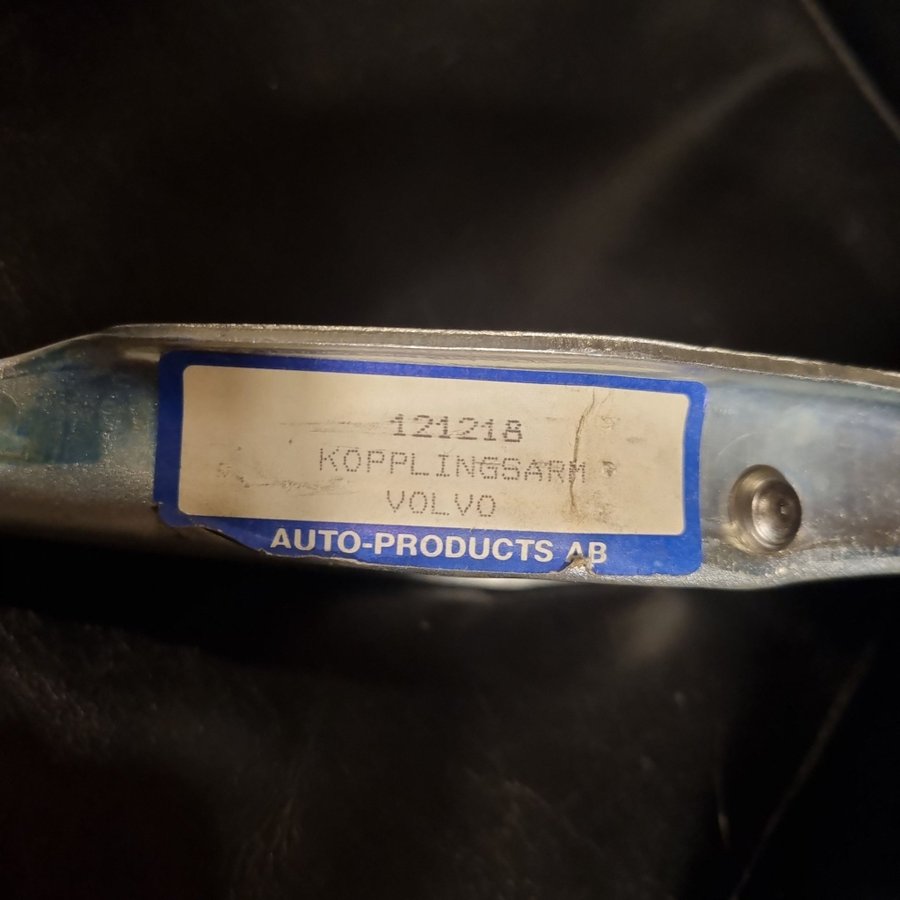 121218
KOPPLINGSARM
VOLVO
AUTO-PRODUCTS AB